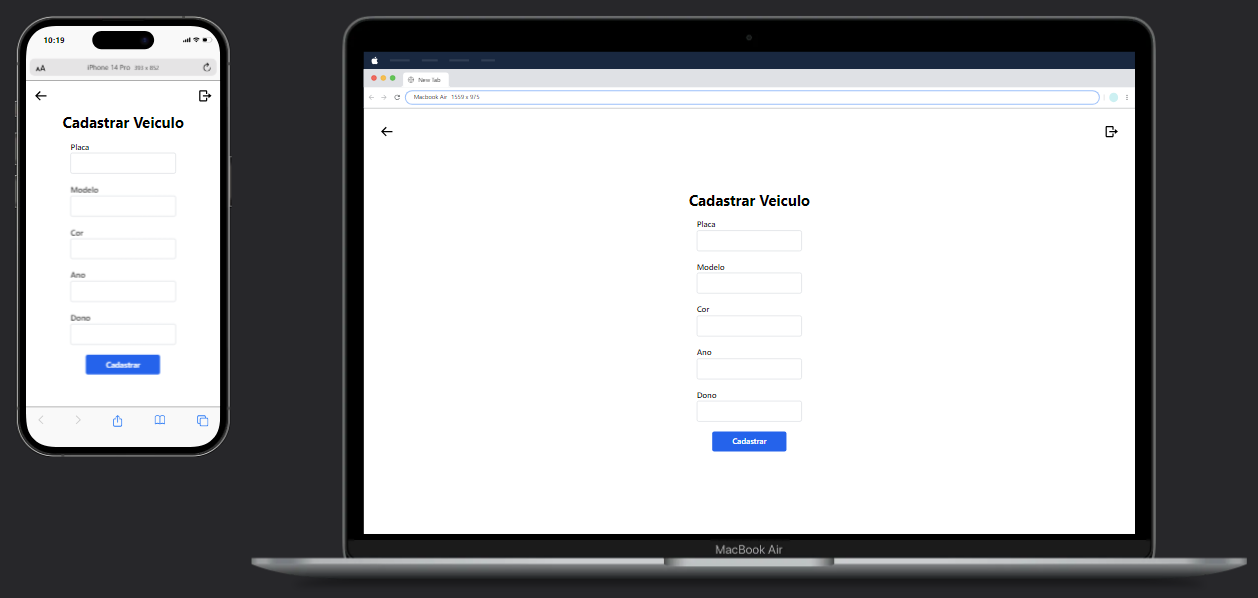 10:19
AA iPhone 14 Pro 393 x 852
Cadastrar Veiculo
Placa
Modelo
Cor
Ano
Dono
Cadastrar
New Tab
Macbook Air 1559 x 975
Cadastrar Veiculo
Placa
Modelo
Cor
Ano
Dono
Cadastrar
MacBook Air